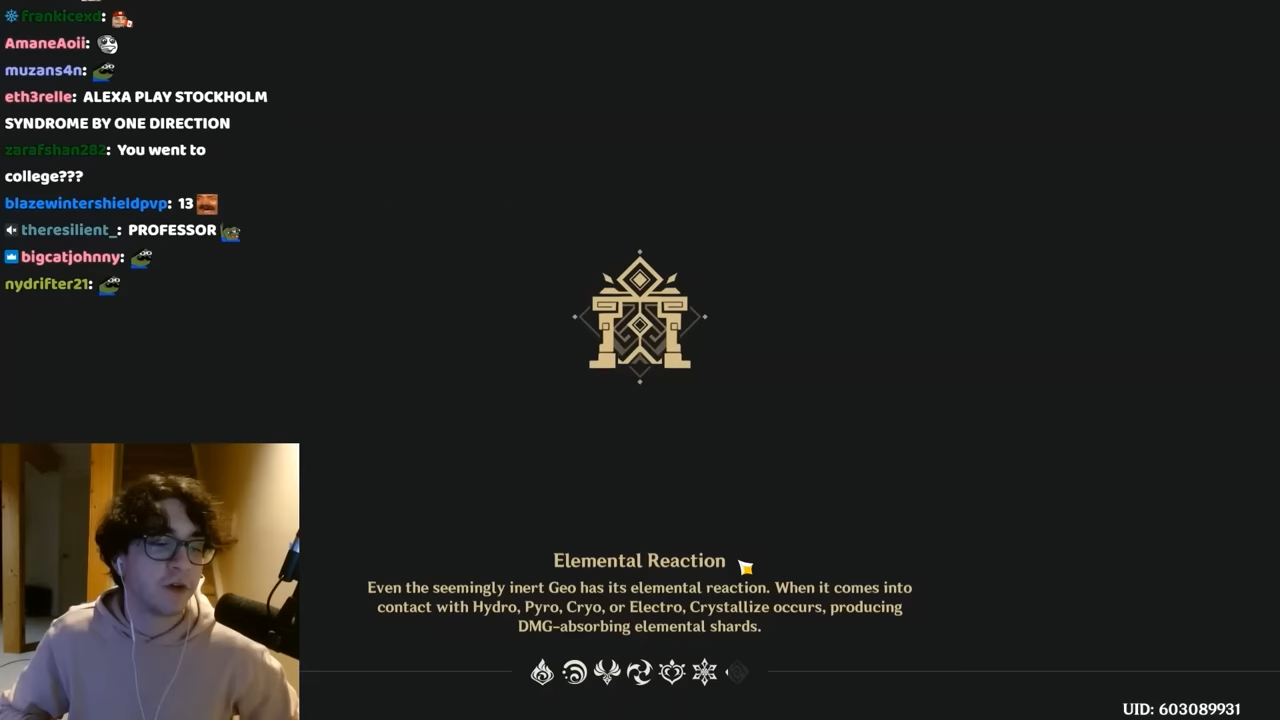 frankicexd:
AmaneAoii:
muzans4n:
eth3relle: ALEXA PLAY STOCKHOLM
SYNDROME BY ONE DIRECTION
zarafshan282: You went to
college???
blazewintershieldpvp: 13
theresilient_: PROFESSOR
bigcatjohnny:
nydrifter21:
Elemental Reaction
Even the seemingly inert Geo has its elemental reaction. When it comes into
contact with Hydro, Pyro, Cryo, or Electro, Crystallize occurs, producing
DMG-absorbing elemental shards.
UID: 603089931